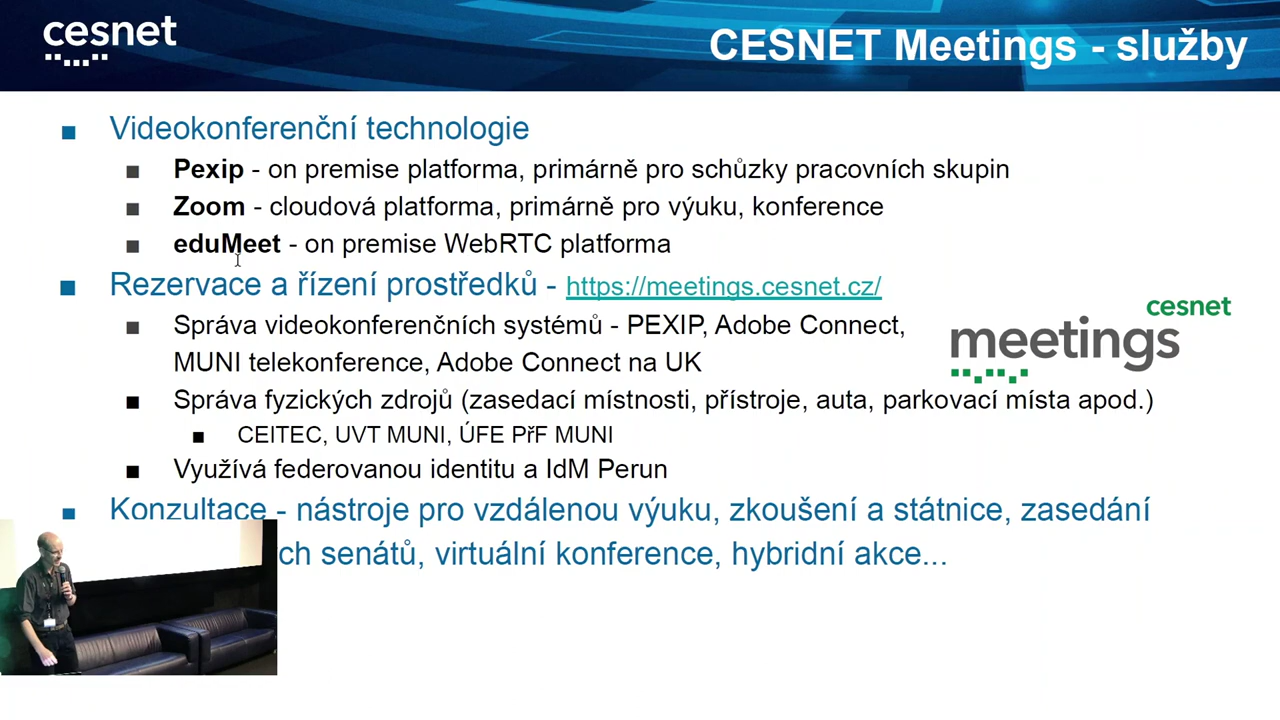 cesnet
CESNET Meetings - služby
Videokonferenční technologie
Pexip - on premise platforma, primárně pro schůzky pracovních skupin
Zoom - cloudová platforma, primárně pro výuku, konference
eduMeet - on premise WebRTC platforma
Rezervace a řízení prostředků - https://meetings.cesnet.cz/
Správa videokonferenčních systémů - PEXIP, Adobe Connect,
MUNI telekonference, Adobe Connect na UK
cesnet
meetings
Správa fyzických zdrojů (zasedací místnosti, přístroje, auta, parkovací místa apod.)
CEITEC, UVT MUNI, ÚFE PřF MUNI
Využívá federovanou identitu a IdM Perun
Konzultace - nástroje pro vzdálenou výuku, zkoušení a státnice, zasedání
ch senátů, virtuální konference, hybridní akce...